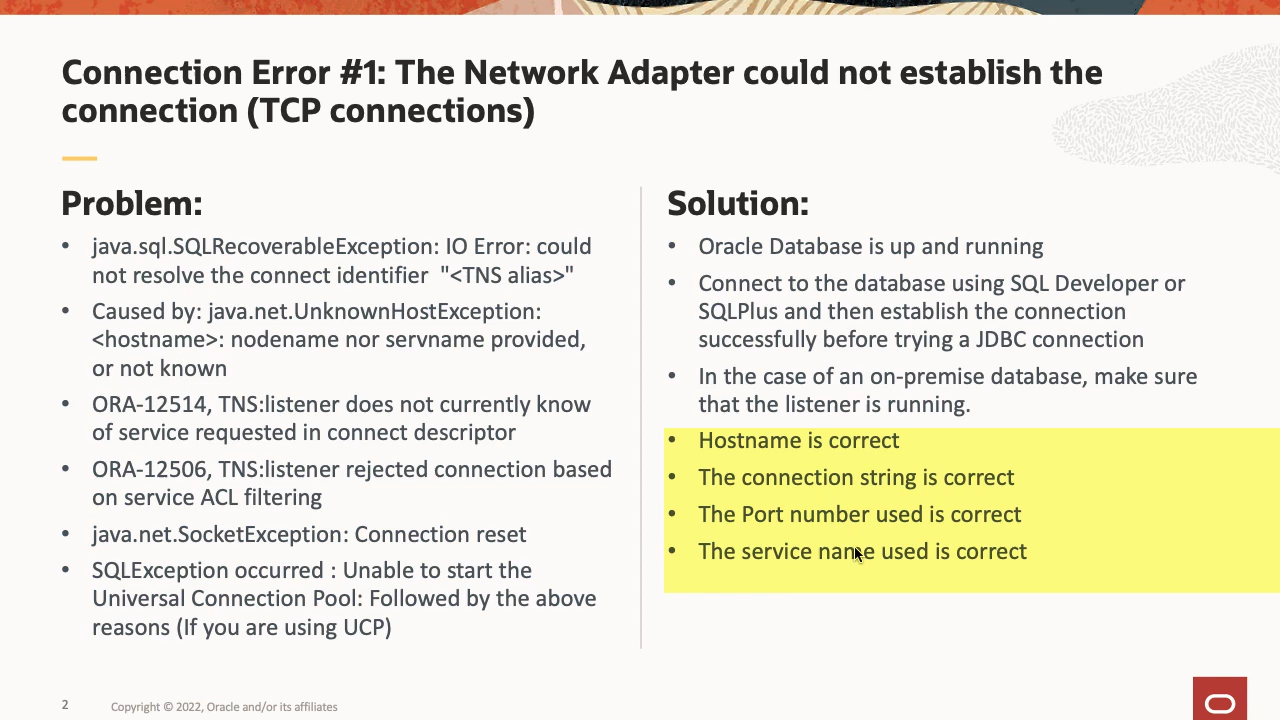 Connection Error #1: The Network Adapter could not establish the
connection (TCP connections)
Problem:
• java.sql.SQLRecoverableException: IO Error: could
not resolve the connect identifier "<TNS alias>"
• Caused by: java.net.UnknownHostException:
<hostname>: nodename nor servname provided,
or not known
• ORA-12514, TNS:listener does not currently know
of service requested in connect descriptor
• ORA-12506, TNS:listener rejected connection based
on service ACL filtering
• java.net.SocketException: Connection reset
• SQLException occurred : Unable to start the
Universal Connection Pool: Followed by the above
reasons (If you are using UCP)
Solution:
• Oracle Database is up and running
• Connect to the database using SQL Developer or
SQLPlus and then establish the connection
successfully before trying a JDBC connection
• In the case of an on-premise database, make sure
that the listener is running.
• Hostname is correct
• The connection string is correct
• The Port number used is correct
• The service name used is correct
2
Copyright © 2022, Oracle and/or its affiliates